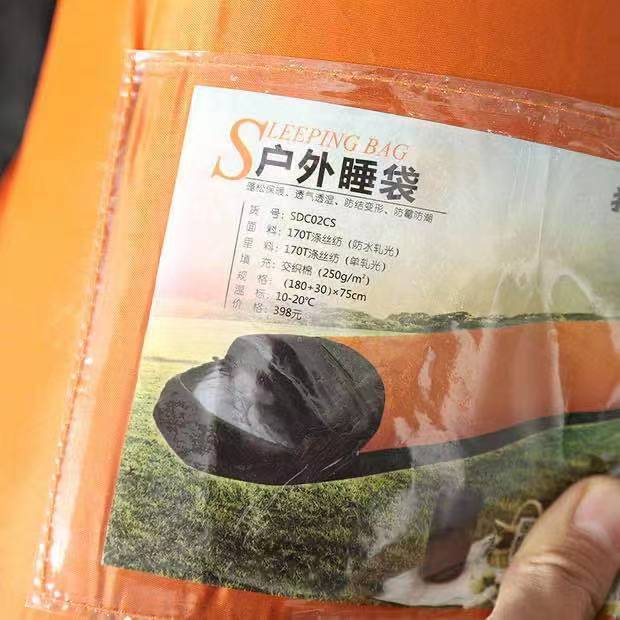 SLEEPING BAG
户外睡袋
蓬松保暖、透气透湿、防结变形、防霉防潮
货 号: SDC02CS
面 料: 170T涤丝纺 (防水轧光)
里 料: 170T涤丝纺 (单轧光)
填 充: 交织棉 (250g/m²)
规 格: (180+30)×75cm
温 标: 10-20℃
价 格: 398元